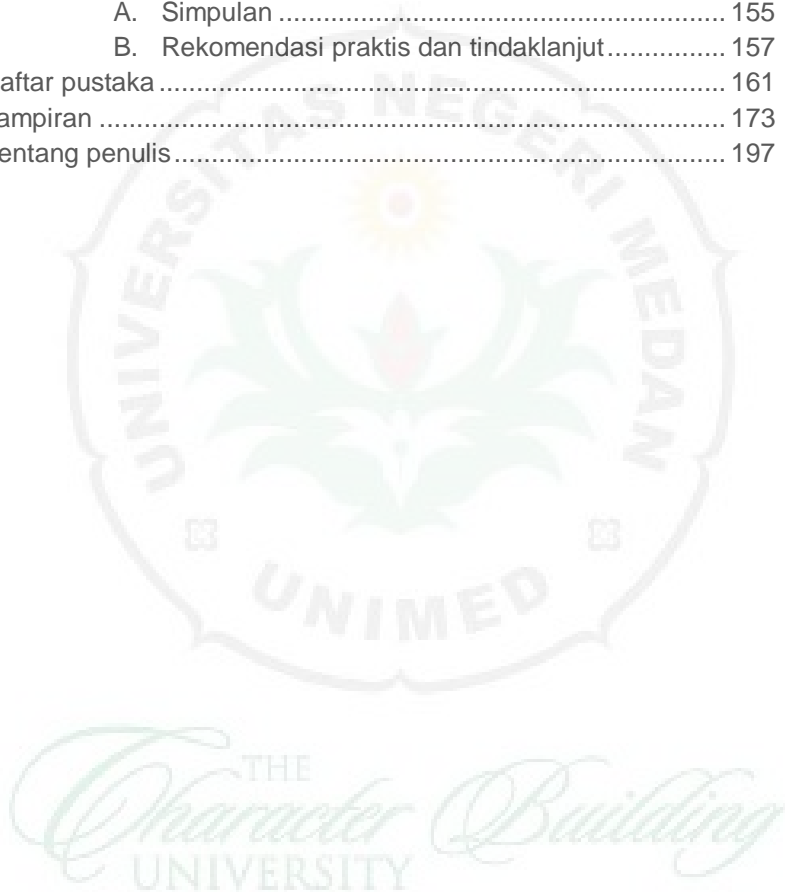 A. Simpulan ............................................................ 155
B. Rekomendasi praktis dan tindaklanjut ................ 157
aftar pustaka ............................................................................ 161
ampiran .................................................................................... 173
entang penulis .......................................................................... 197
UNIVERSITAS NEGERI MEDAN
UNIMED
THE
Character Building
UNIVERSITY